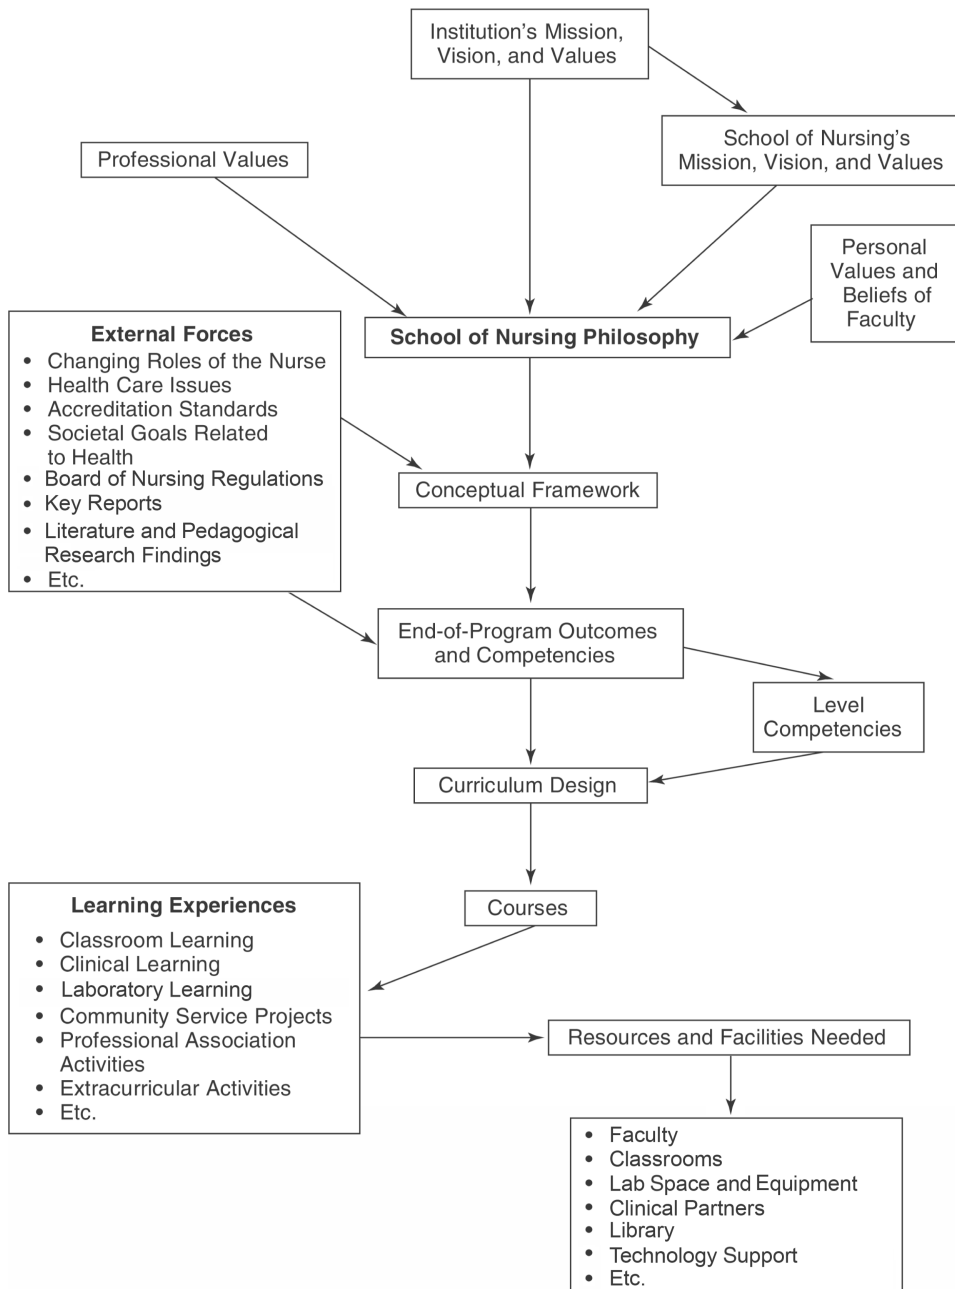 Institution’s Mission,
Vision, and Values
School of Nursing’s
Mission, Vision, and Values
Professional Values
Personal
Values and
Beliefs of
Faculty
School of Nursing Philosophy
External Forces
• Changing Roles of the Nurse
• Health Care Issues
• Accreditation Standards
• Societal Goals Related
to Health
• Board of Nursing Regulations
• Key Reports
• Literature and Pedagogical
Research Findings
• Etc.
Conceptual Framework
End-of-Program Outcomes
and Competencies
Level
Competencies
Curriculum Design
Courses
Learning Experiences
• Classroom Learning
• Clinical Learning
• Laboratory Learning
• Community Service Projects
• Professional Association
Activities
• Extracurricular Activities
• Etc.
Resources and Facilities Needed
• Faculty
• Classrooms
• Lab Space and Equipment
• Clinical Partners
• Library
• Technology Support
• Etc.